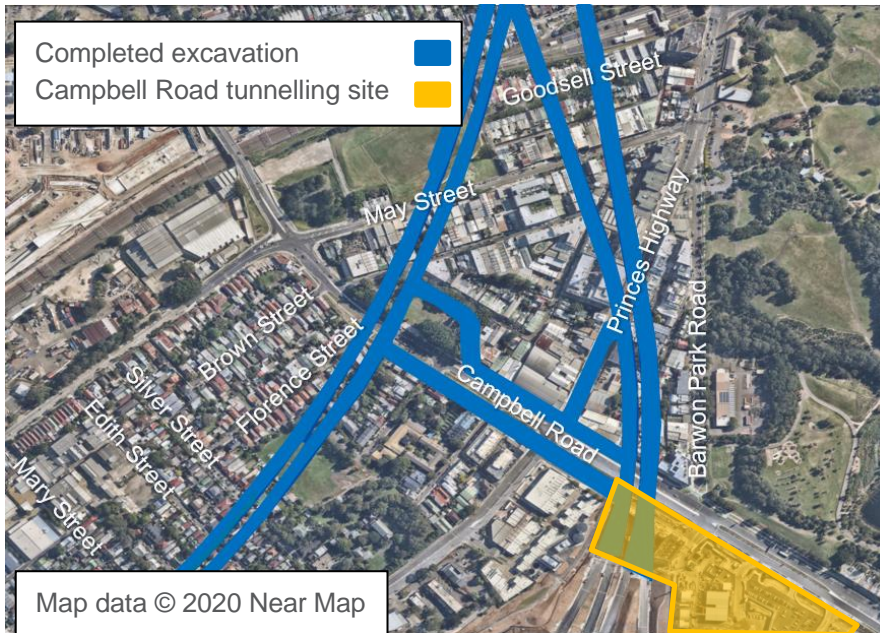 Completed excavation
Campbell Road tunnelling site
Goodsell Street
May Street
Princes Highway
Barwon Park Road
Brown Street
Florence Street
Silver Street
Edith Street
Mary Street
Campbell Road
Map data © 2020 Near Map